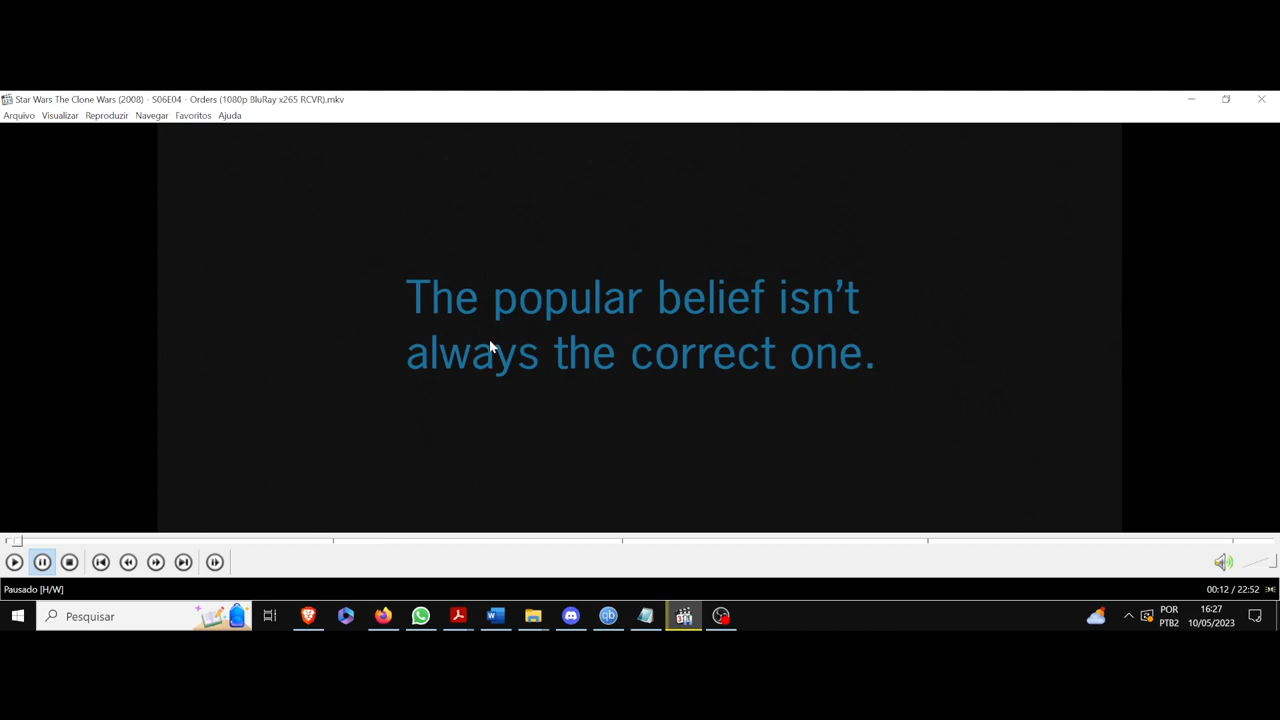 Star Wars The Clone Wars (2008) - S06E04 - Orders (1080p BluRay x265 RCVR).mkv
Arquivo Visualizar Reproduzir Navegar Favoritos Ajuda
The popular belief isn’t
always the correct one.
Pausado [H/W]
00:12 / 22:52
Pesquisar
POR
PTB2
16:27
10/05/2023